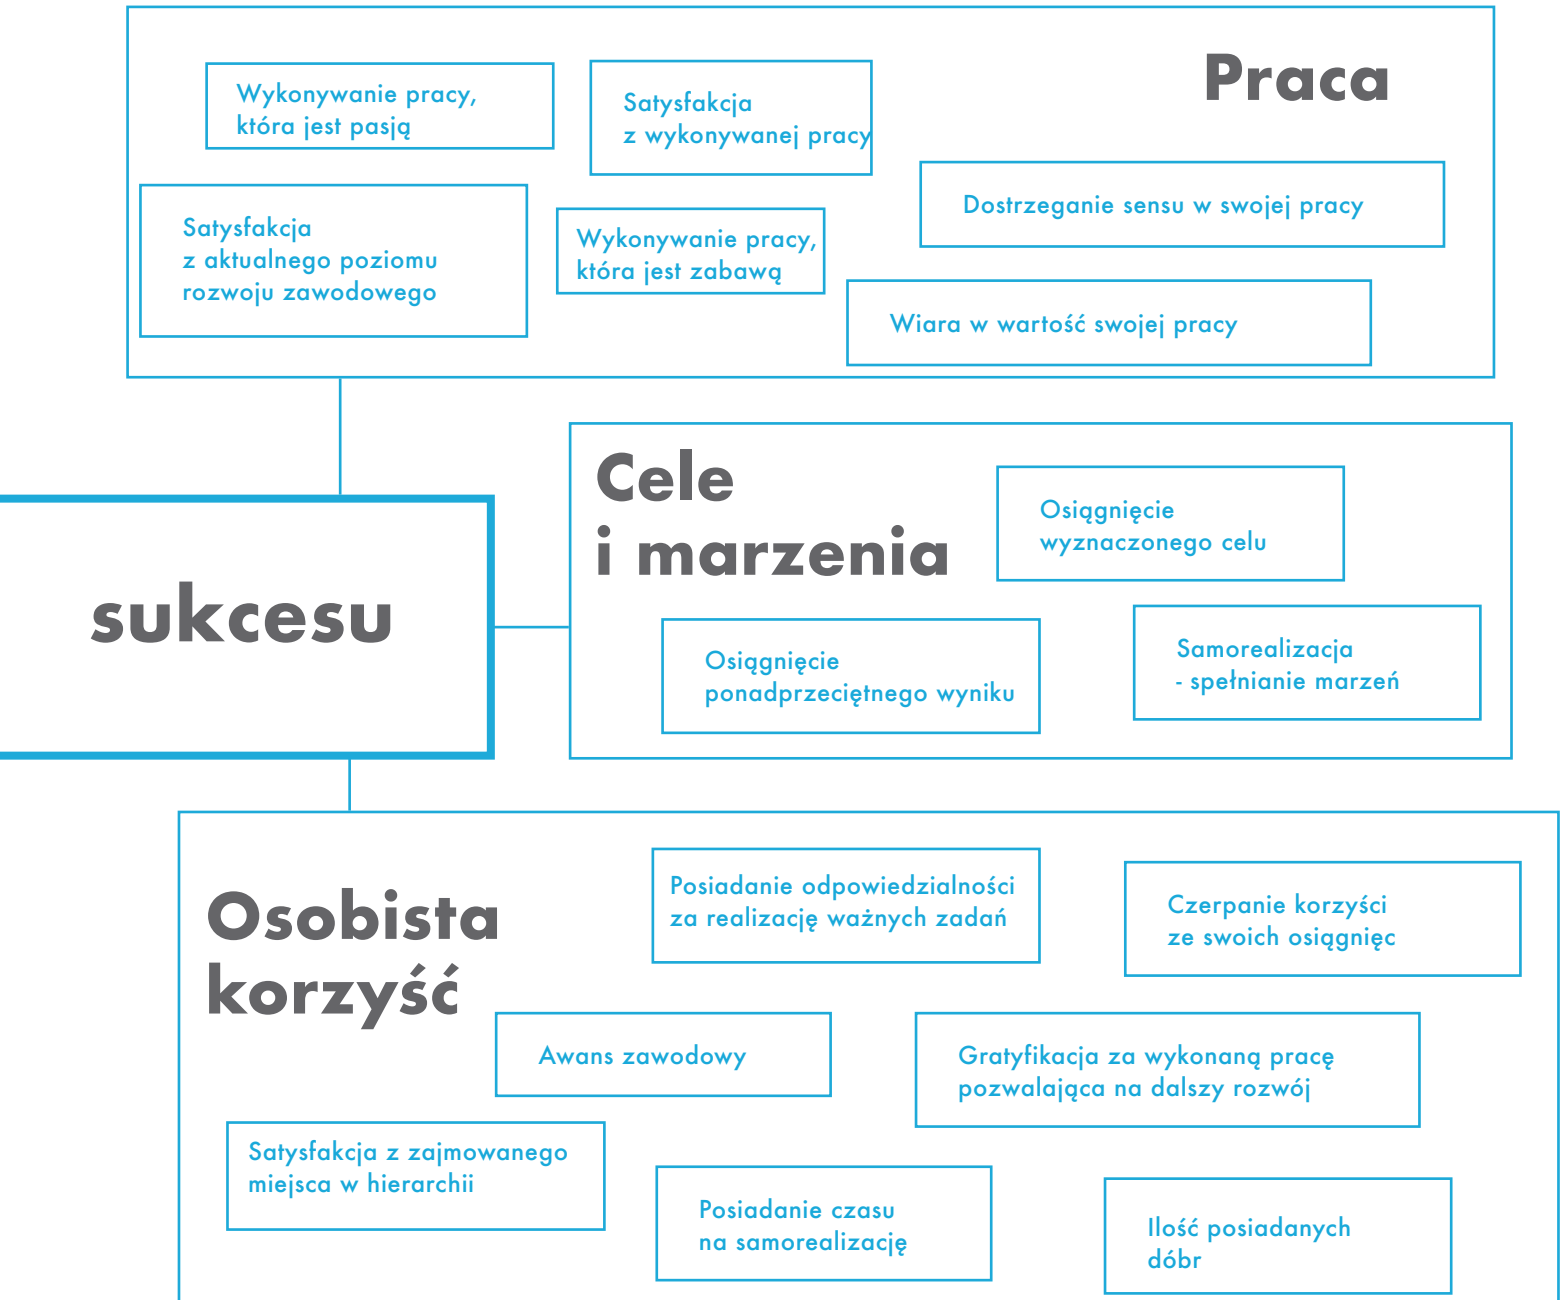 Praca
Wykonywanie pracy,
która jest pasją
Satysfakcja
z wykonywanej pracy
Dostrzeganie sensu w swojej pracy
Satysfakcja
z aktualnego poziomu
rozwoju zawodowego
Wykonywanie pracy,
która jest zabawą
Wiara w wartość swojej pracy
sukcesu
Cele
i marzenia
Osiągnięcie
wyznaczonego celu
Osiągnięcie
ponadprzeciętnego wyniku
Samorealizacja
- spełnianie marzeń
Osobista
korzyść
Posiadanie odpowiedzialności
za realizację ważnych zadań
Czerpanie korzyści
ze swoich osiągnięc
Awans zawodowy
Gratyfikacja za wykonaną pracę
pozwalająca na dalszy rozwój
Satysfakcja z zajmowanego
miejsca w hierarchii
Posiadanie czasu
na samorealizację
Ilość posiadanych
dóbr